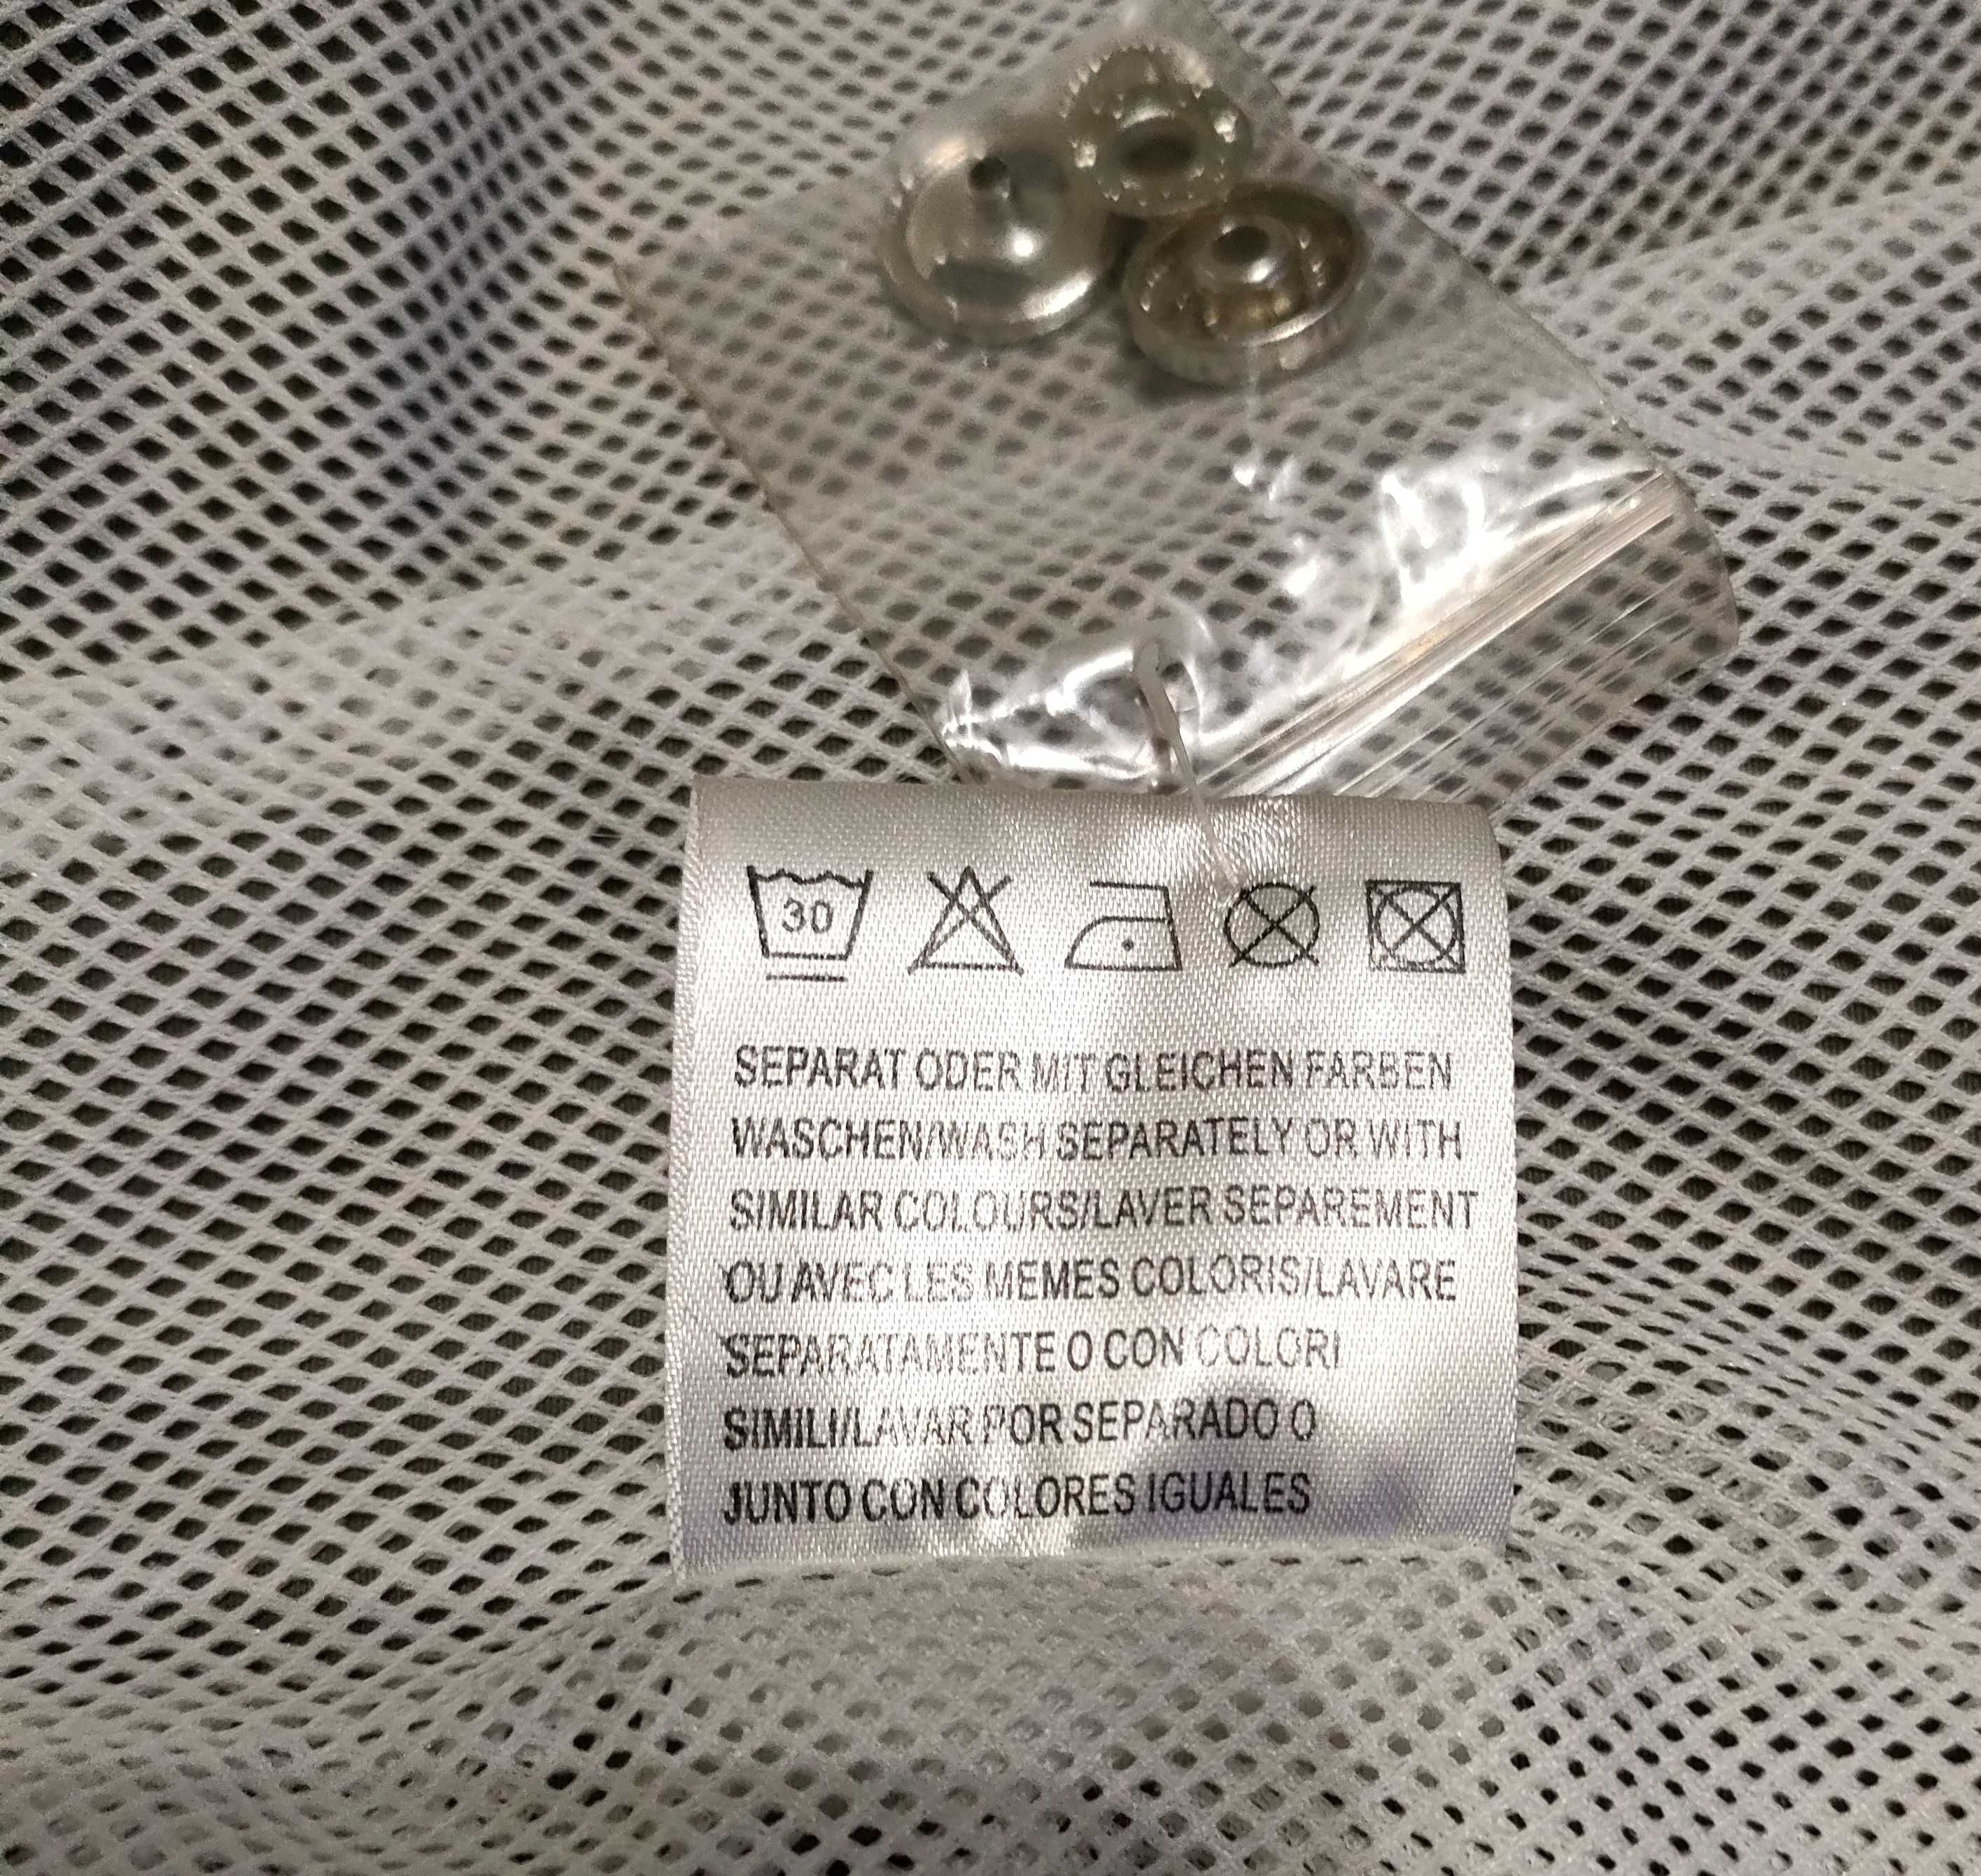 30
SEPARAT ODER MIT GLEICHEN FARBEN
WASCHEN/WASH SEPARATELY OR WITH
SIMILAR COLOURS/LAVER SEPAREMENT
OU AVEC LES MEMES COLORIS/LAVARE
SEPARATAMENTE O CON COLORI
SIMILI/LAVAR POR SEPARADO O
JUNTO CON COLORES IGUALES